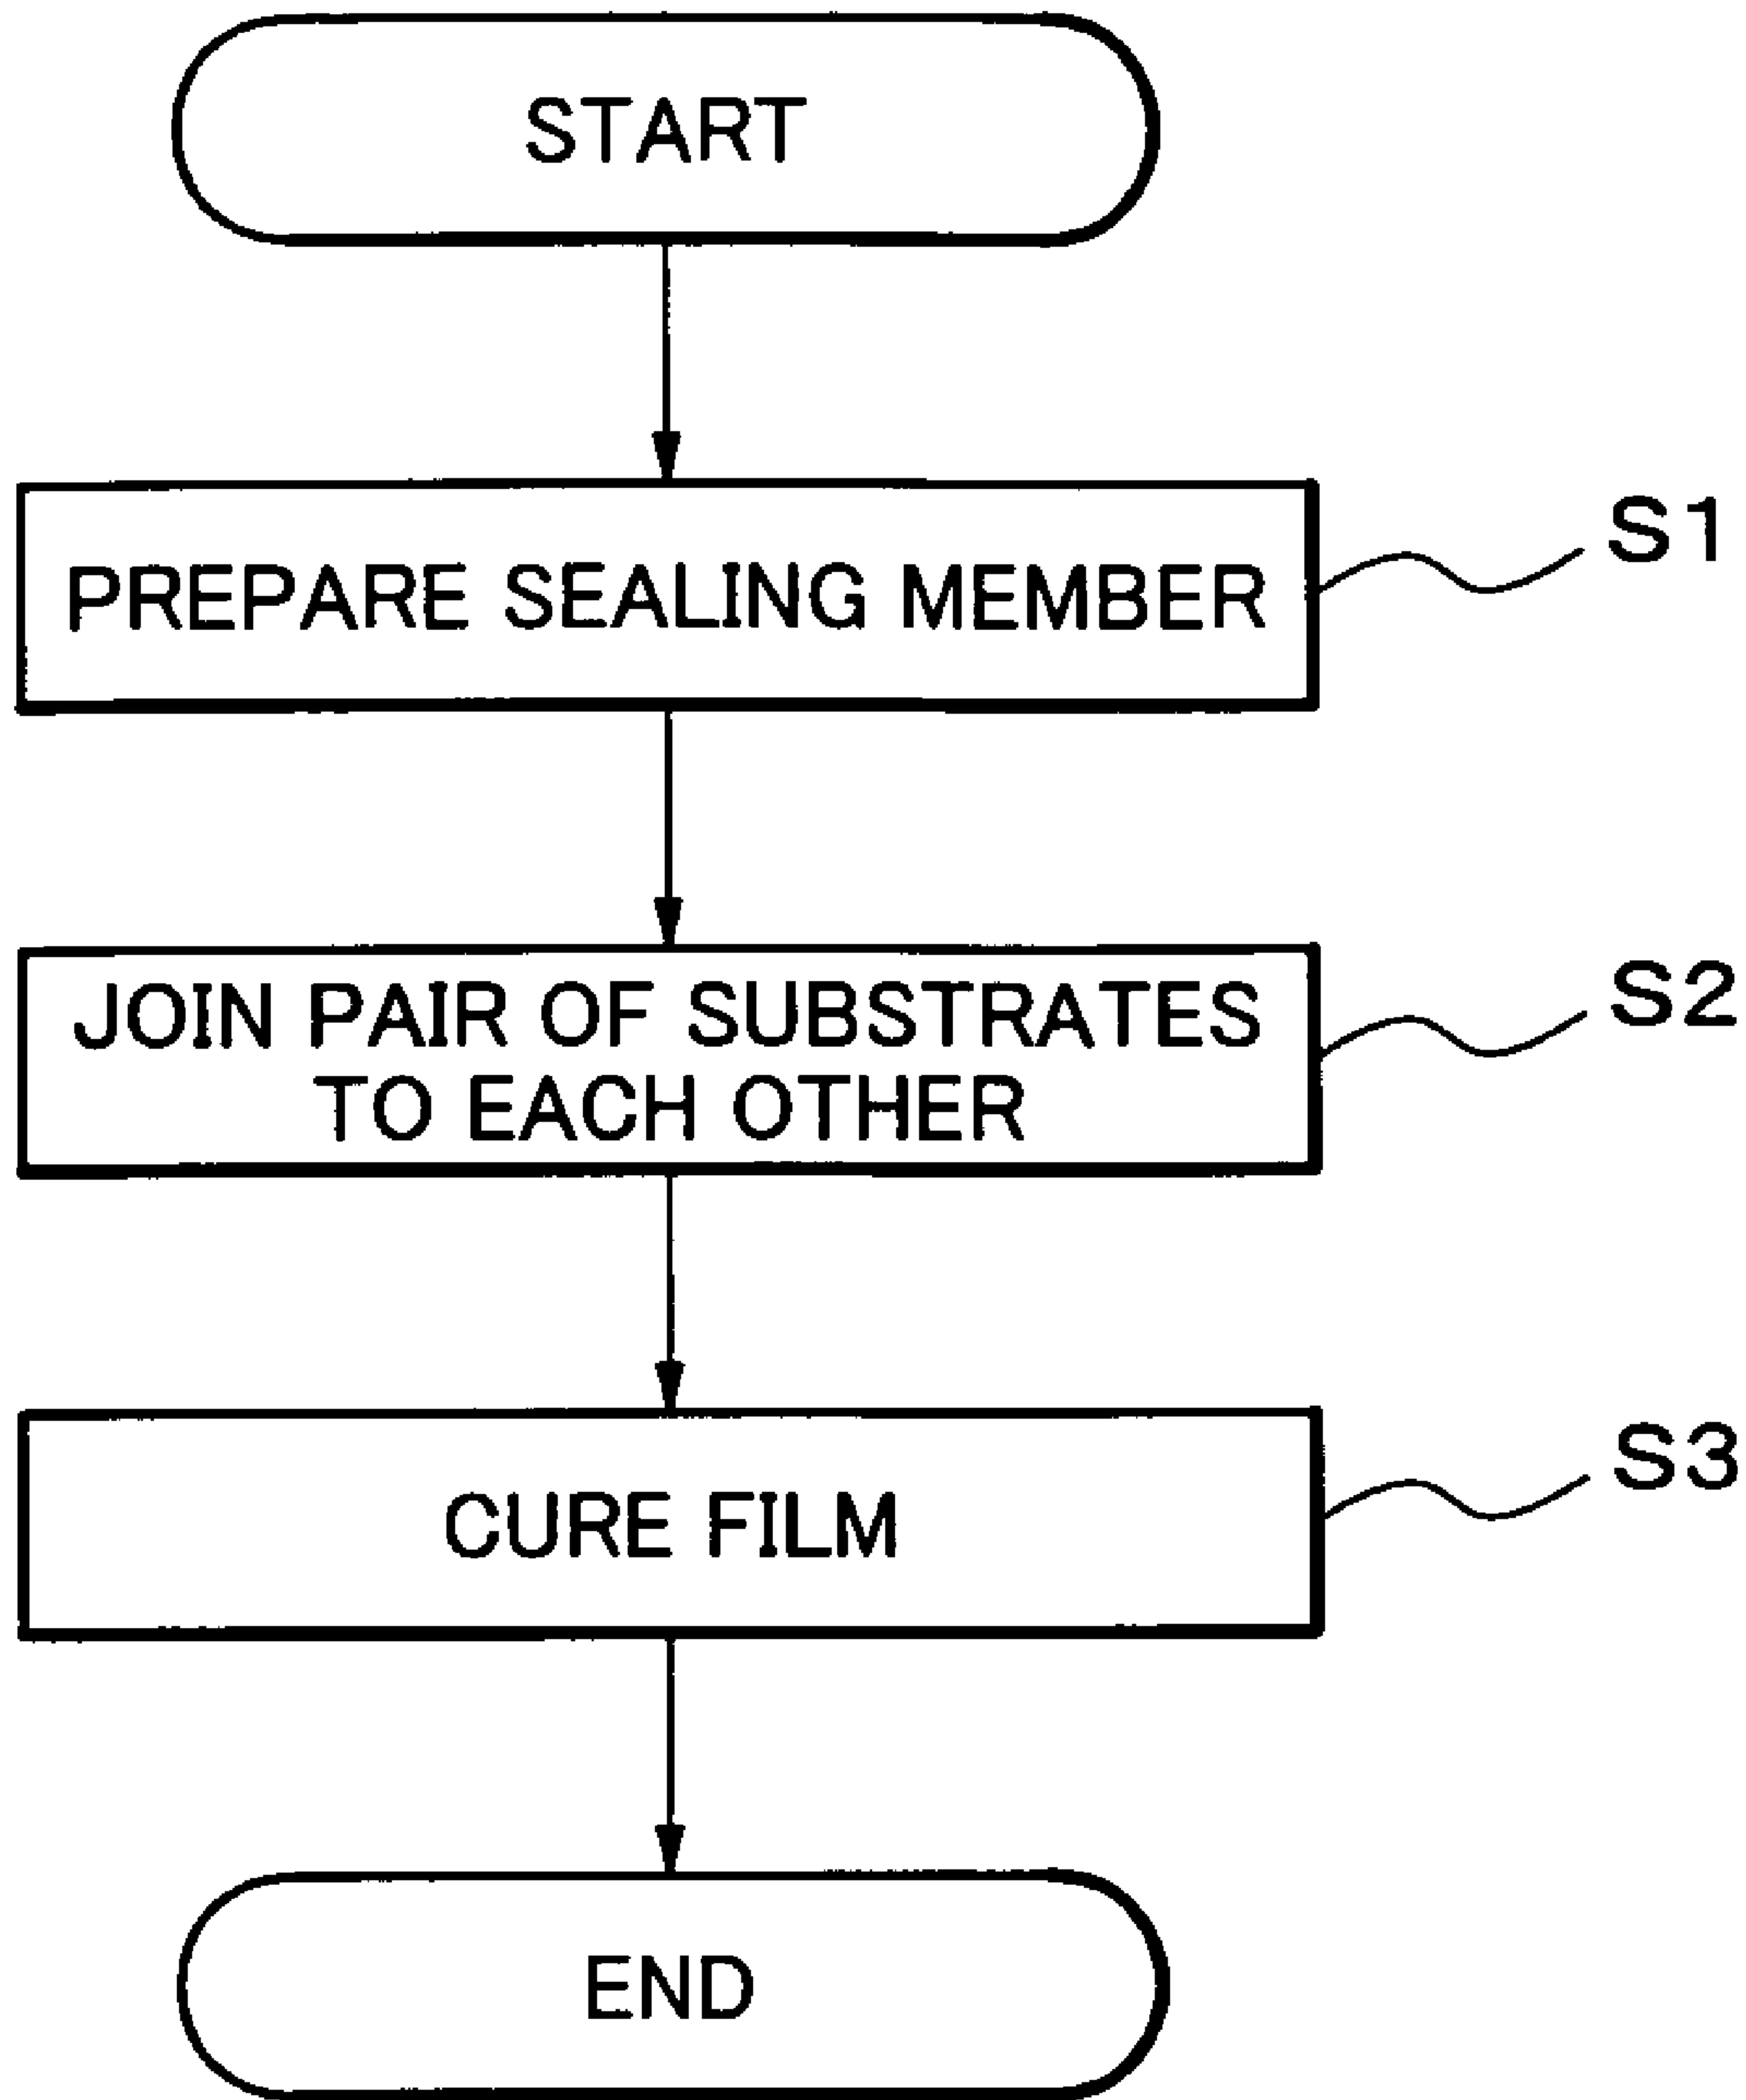 START
PREPARE SEALING MEMBER
S1
JOIN PAIR OF SUBSTRATES
TO EACH OTHER
S2
CURE FILM
S3
END